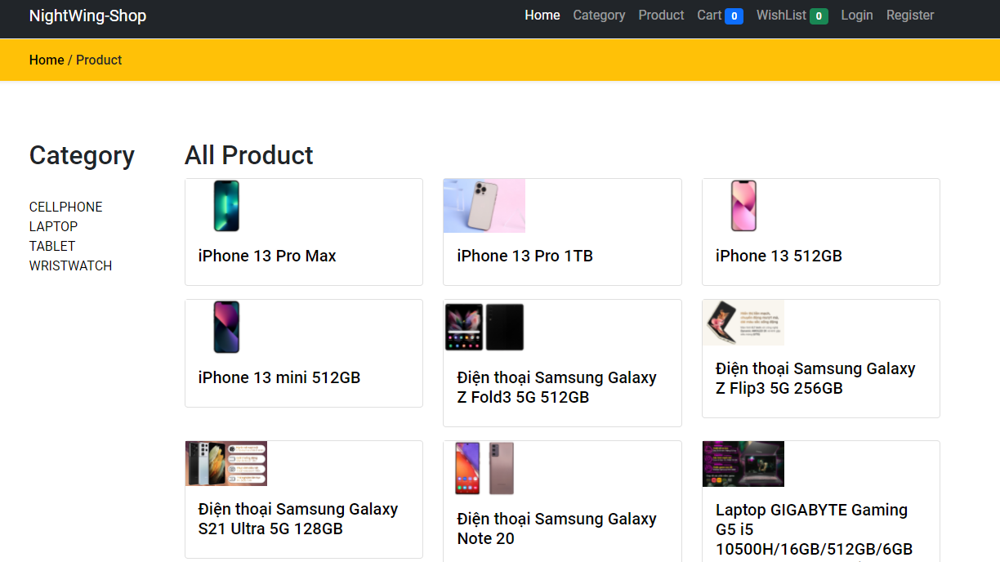 NightWing-Shop
Home Category Product Cart 0 WishList 0 Login Register
Home / Product
Category
CELLPHONE
LAPTOP
TABLET
WRISTWATCH
All Product
iPhone 13 Pro Max
iPhone 13 Pro 1TB
iPhone 13 512GB
iPhone 13 mini 512GB
Điện thoại Samsung Galaxy
Z Fold3 5G 512GB
Điện thoại Samsung Galaxy
Z Flip3 5G 256GB
Điện thoại Samsung Galaxy
S21 Ultra 5G 128GB
Điện thoại Samsung Galaxy
Note 20
Laptop GIGABYTE Gaming
G5 i5
10500H/16GB/512GB/6GB